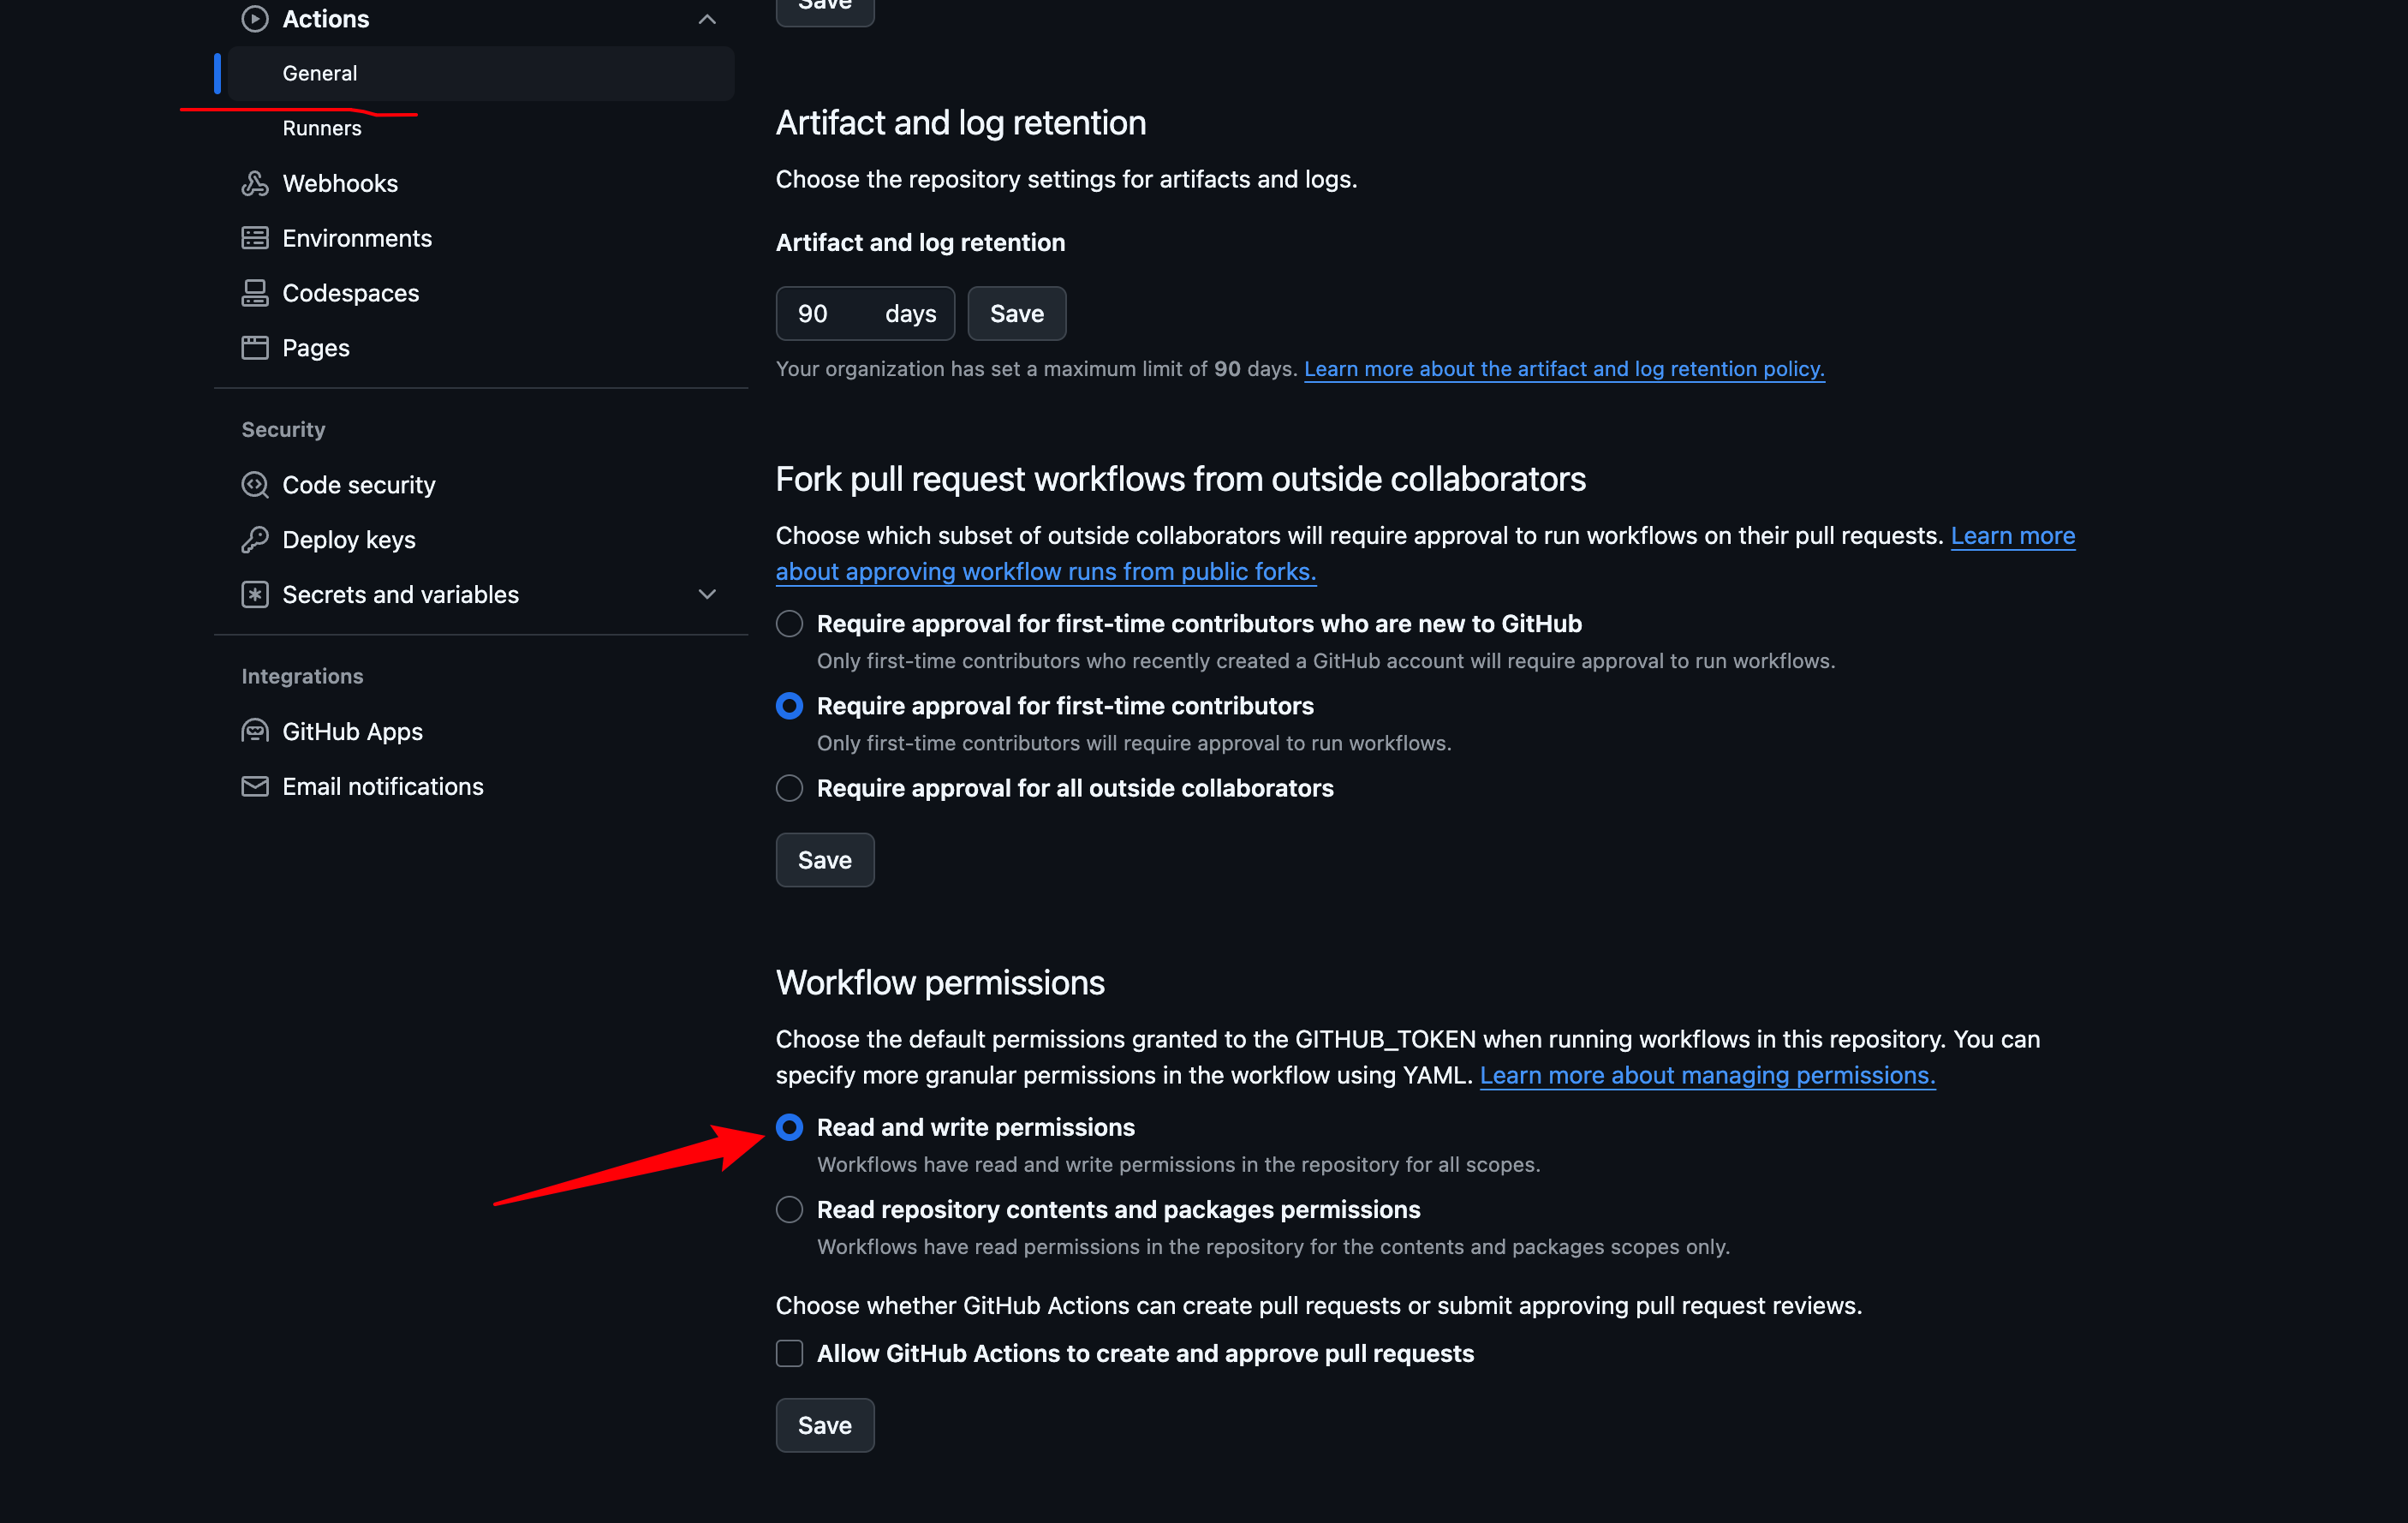 Actions
General
Runners
Webhooks
Environments
Codespaces
Pages
Security
Code security
Deploy keys
Secrets and variables
Integrations
GitHub Apps
Email notifications
Save
Artifact and log retention
Choose the repository settings for artifacts and logs.
Artifact and log retention
90 days Save
Your organization has set a maximum limit of 90 days. Learn more about the artifact and log retention policy.
Fork pull request workflows from outside collaborators
Choose which subset of outside collaborators will require approval to run workflows on their pull requests. Learn more
about approving workflow runs from public forks.
Require approval for first-time contributors who are new to GitHub
Only first-time contributors who recently created a GitHub account will require approval to run workflows.
Require approval for first-time contributors
Only first-time contributors will require approval to run workflows.
Require approval for all outside collaborators
Save
Workflow permissions
Choose the default permissions granted to the GITHUB_TOKEN when running workflows in this repository. You can
specify more granular permissions in the workflow using YAML. Learn more about managing permissions.
Read and write permissions
Workflows have read and write permissions in the repository for all scopes.
Read repository contents and packages permissions
Workflows have read permissions in the repository for the contents and packages scopes only.
Choose whether GitHub Actions can create pull requests or submit approving pull request reviews.
Allow GitHub Actions to create and approve pull requests
Save